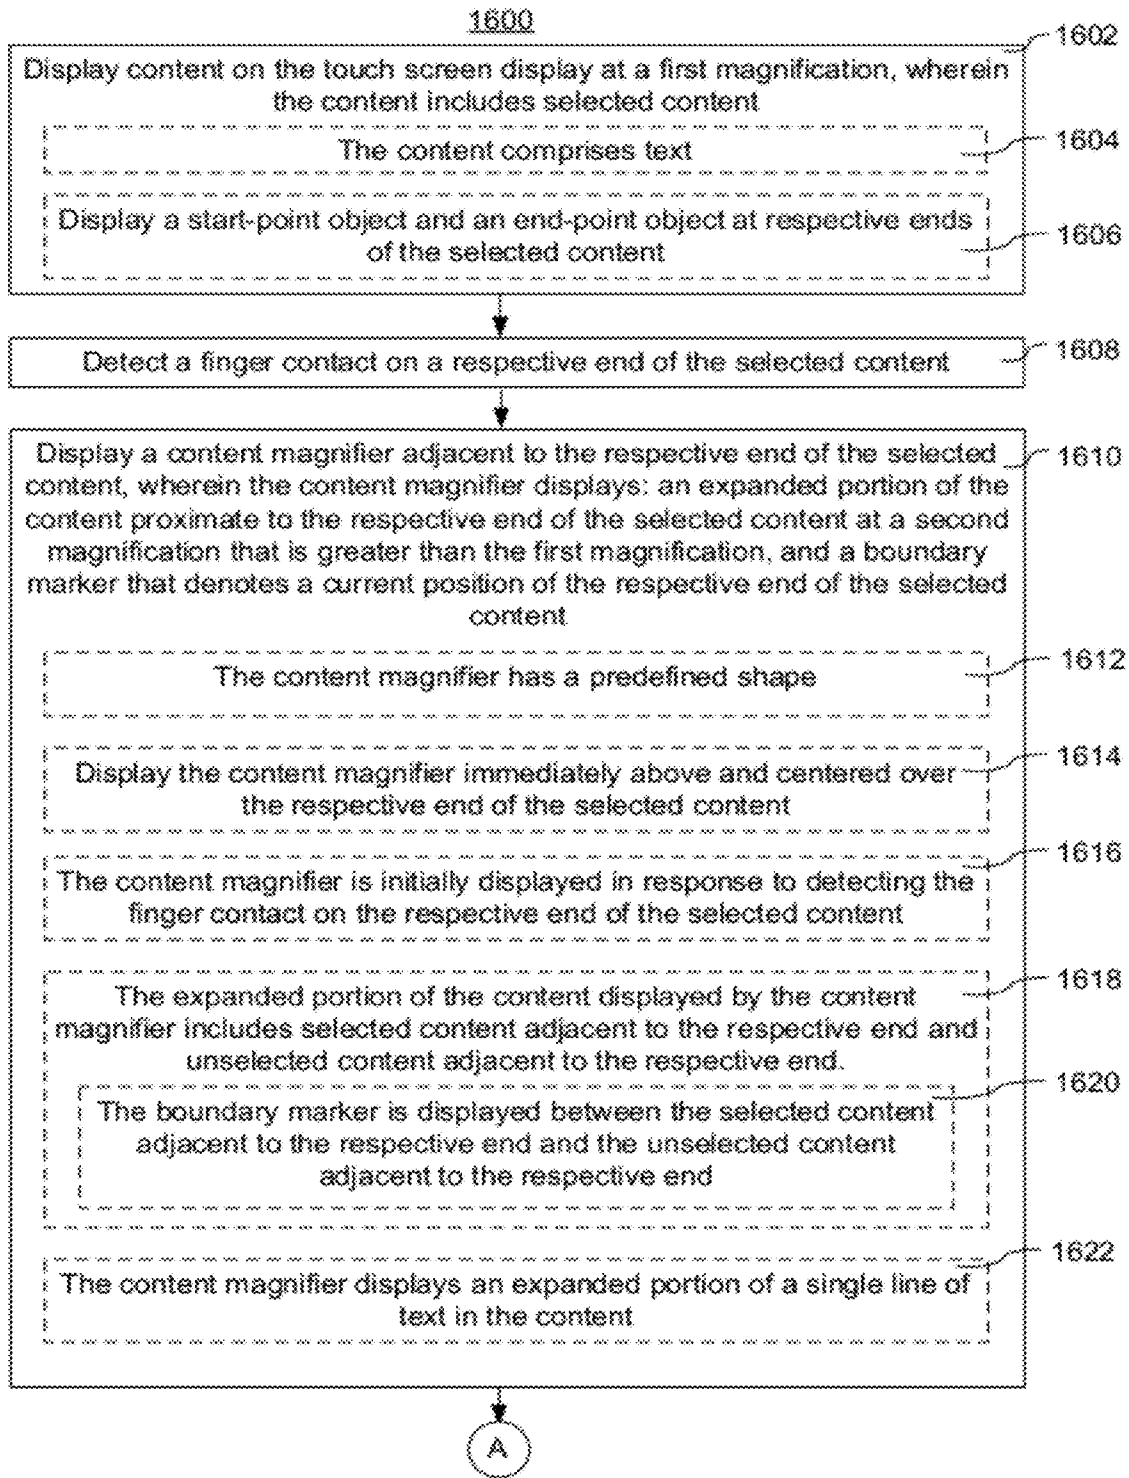 1600
1602
Display content on the touch screen display at a first magnification, wherein
the content includes selected content
1604
The content comprises text
1606
Display a start-point object and an end-point object at respective ends
of the selected content
1608
Detect a finger contact on a respective end of the selected content
1610
Display a content magnifier adjacent to the respective end of the selected
content, wherein the content magnifier displays: an expanded portion of the
content proximate to the respective end of the selected content at a second
magnification that is greater than the first magnification, and a boundary
marker that denotes a current position of the respective end of the selected
content
1612
The content magnifier has a predefined shape
1614
Display the content magnifier immediately above and centered over
the respective end of the selected content
1616
The content magnifier is initially displayed in response to detecting the
finger contact on the respective end of the selected content
1618
The expanded portion of the content displayed by the content
magnifier includes selected content adjacent to the respective end and
unselected content adjacent to the respective end.
1620
The boundary marker is displayed between the selected content
adjacent to the respective end and the unselected content
adjacent to the respective end
1622
The content magnifier displays an expanded portion of a single line of
text in the content
A